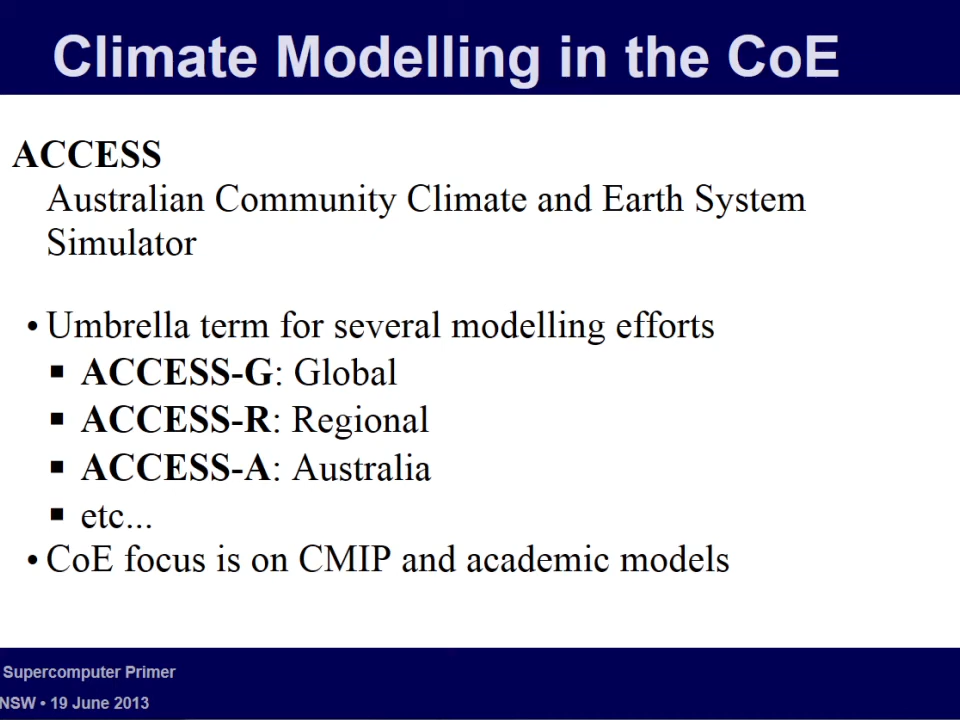 Climate Modelling in the CoE
ACCESS
Australian Community Climate and Earth System
Simulator
• Umbrella term for several modelling efforts
▪ ACCESS-G: Global
▪ ACCESS-R: Regional
▪ ACCESS-A: Australia
▪ etc...
• CoE focus is on CMIP and academic models
Supercomputer Primer
NSW • 19 June 2013